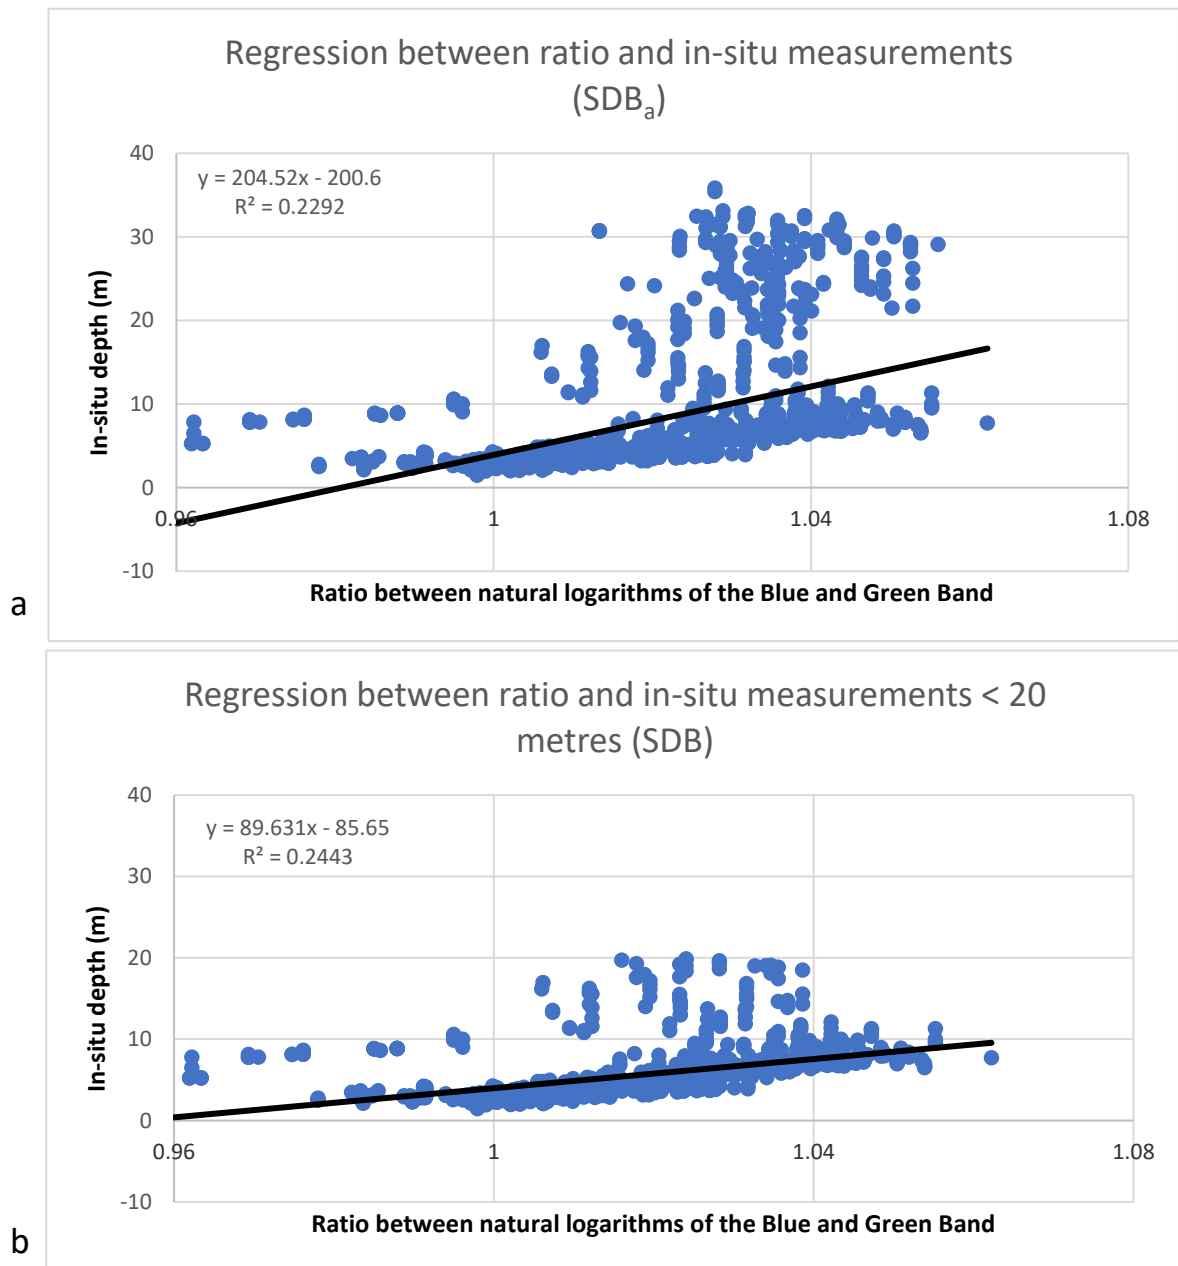 Regression between ratio and in-situ measurements
(SDBa)
40
y = 204.52x - 200.6
R² = 0.2292
30
20
10
0
0.96
1
1.04
1.08
-10
In-situ depth (m)
Ratio between natural logarithms of the Blue and Green Band
a
Regression between ratio and in-situ measurements < 20
metres (SDB)
40
y = 89.631x - 85.65
R² = 0.2443
30
20
10
0
0.96
1
1.04
1.08
-10
In-situ depth (m)
Ratio between natural logarithms of the Blue and Green Band
b